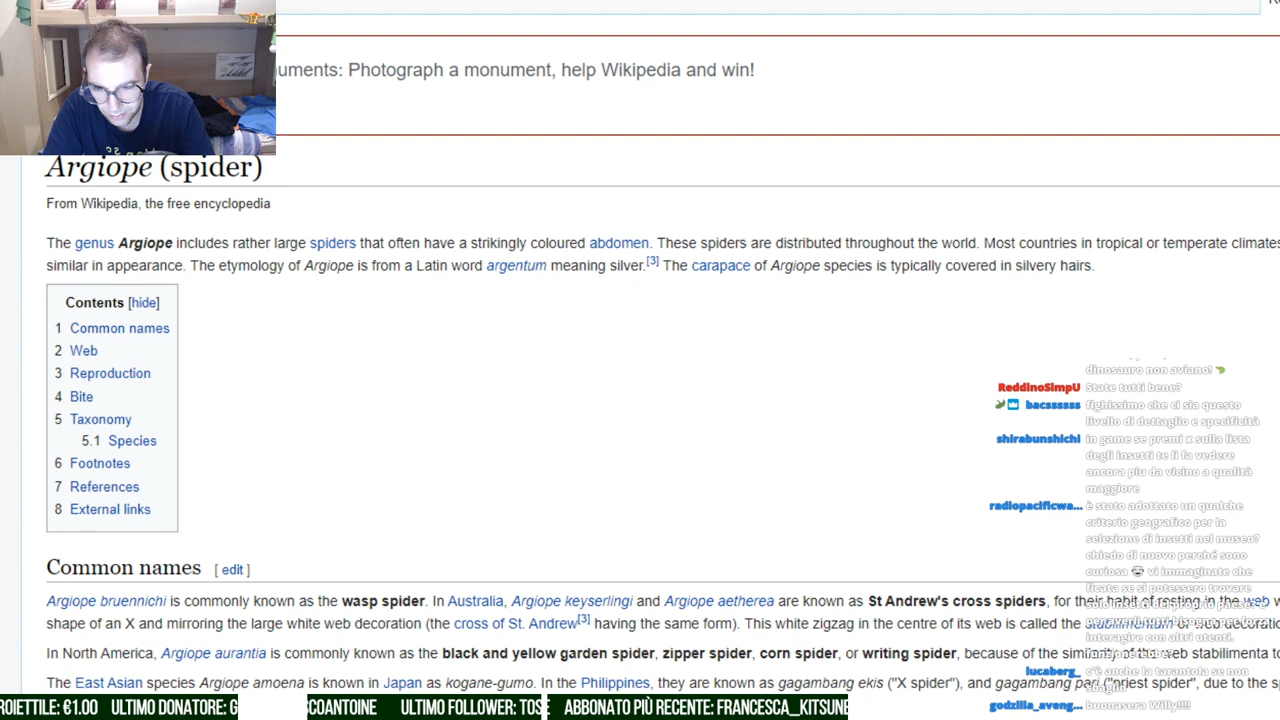 uments: Photograph a monument, help Wikipedia and win!
Argiope (spider)
From Wikipedia, the free encyclopedia
The genus Argiope includes rather large spiders that often have a strikingly coloured abdomen. These spiders are distributed throughout the world. Most countries in tropical or temperate climates
similar in appearance. The etymology of Argiope is from a Latin word argentum meaning silver.[3] The carapace of Argiope species is typically covered in silvery hairs.
Contents [hide]
1 Common names
2 Web
3 Reproduction
4 Bite
5 Taxonomy
5.1 Species
6 Footnotes
7 References
8 External links
dinosauro non aviano!
ReddinoSimpU State tutti bene?
bacssssss fighissimo che ci sia questo
livello di dettaglio e specificità
shirabunshichi in game se premi x sulla lista
degli insetti te li fa vedere
ancora piu da vicino a qualità
maggiore
radiopacificwa... è stato adottato un qualche
criterio geografico per la
selezione di insetti nel museo?
chiedo di nuovo perché sono
curiosa vi immaginate che
ficata se si potessero trovare
interagire con altri utenti.
lucaberg_ c'è anche la tarantola se non
sbaglio
godzilla_aveng... buonasera Willy!!!!
Common names [ edit ]
Argiope bruennichi is commonly known as the wasp spider. In Australia, Argiope keyserlingi and Argiope aetherea are known as St Andrew's cross spiders, for their habit of resting in the web w
shape of an X and mirroring the large white web decoration (the cross of St. Andrew[3] having the same form). This white zigzag in the centre of its web is called the stabilimentum or web decoratio
In North America, Argiope aurantia is commonly known as the black and yellow garden spider, zipper spider, corn spider, or writing spider, because of the similarity of the web stabilimenta to
The East Asian species Argiope amoena is known in Japan as kogane-gumo. In the Philippines, they are known as gagambang ekis ("X spider"), and gagambang pari ("priest spider", due to the sp
ROIETTILE: €1.00 ULTIMO DONATORE: G SCOANTOINE ULTIMO FOLLOWER: TOSE ABBONATO PIÙ RECENTE: FRANCESCA__KITSUNE